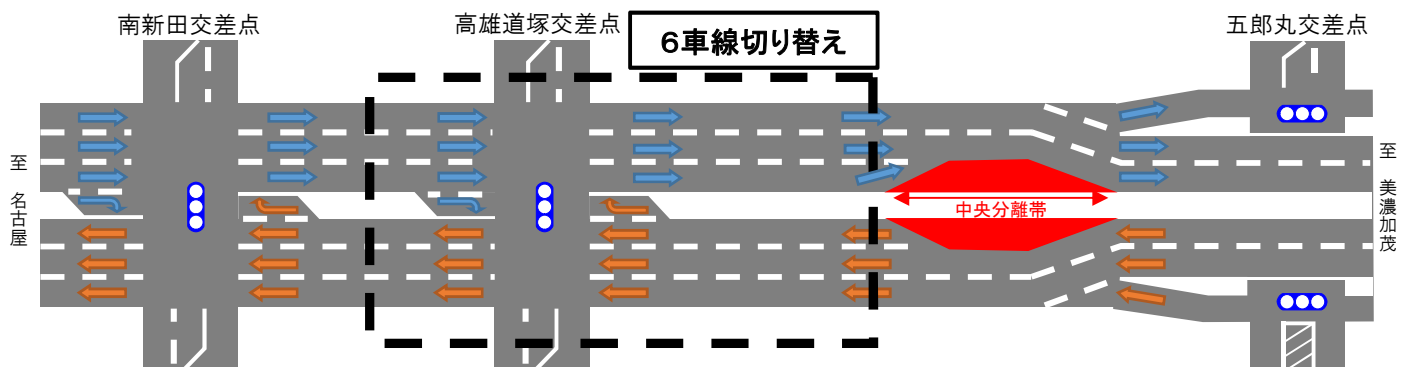 南新田交差点
高雄道塚交差点
6車線切り替え
五郎丸交差点
至 名古屋
中央分離帯
至 美濃加茂